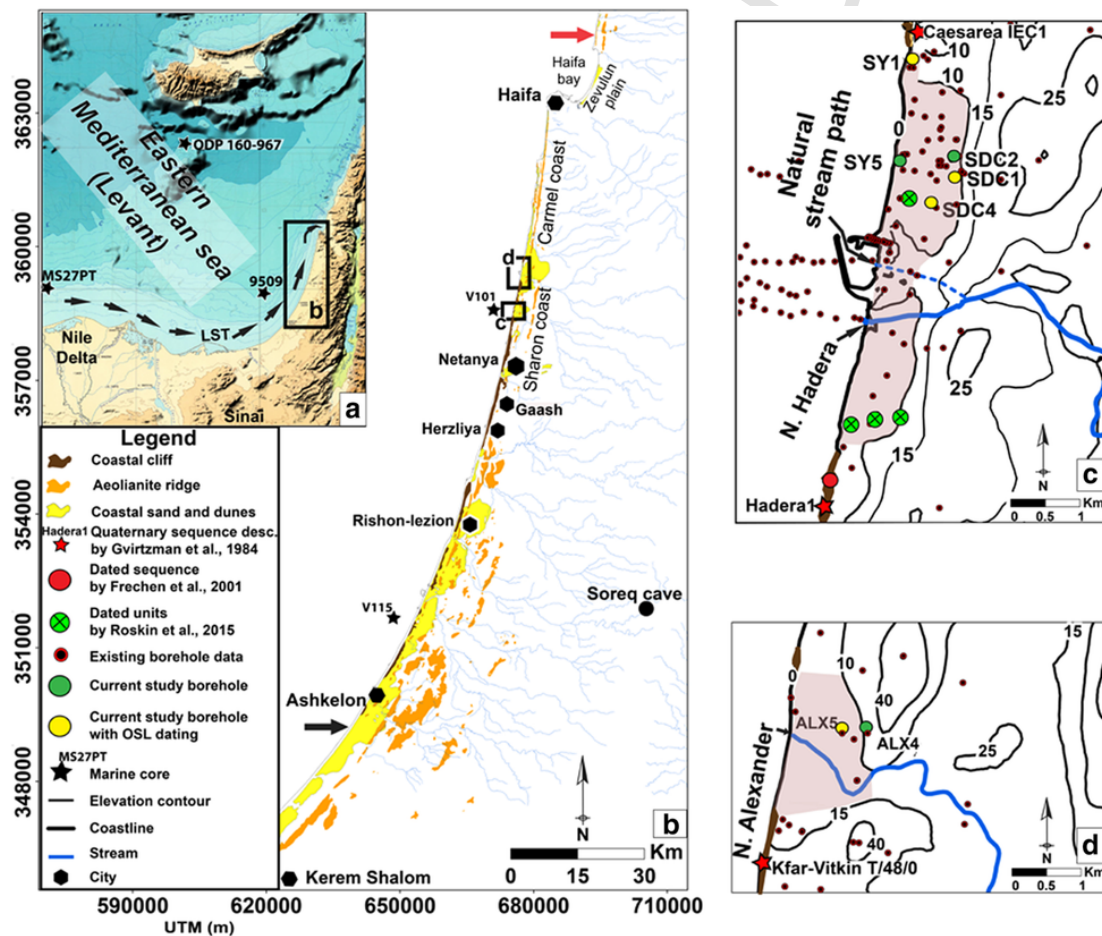 Eastern
Mediterranean sea
(Levant)
ODP 160-967
MS27PT
9509
LST
Nile
Delta
Sinai
b
a
363000
360000
357000
354000
351000
348000
590000
620000
650000
680000
710000
UTM (m)
Legend
Coastal cliff
Aeolianite ridge
Coastal sand and dunes
Hadera1 Quaternary sequence desc.
by Gvirtzman et al., 1984
Dated sequence
by Frechen et al., 2001
Dated units
by Roskin et al., 2015
Existing borehole data
Current study borehole
Current study borehole
with OSL dating
MS27PT
Marine core
Elevation contour
Coastline
Stream
City
Haifa
bay
Zevulun
plain
Haifa
Carmel coast
d
V101
c
Sharon coast
Netanya
Gaash
Herzliya
Rishon-lezion
Soreq cave
V115
Ashkelon
Kerem Shalom
N
0 15 30 Km
b
Caesarea IEC1
10
SY1
10
15
25
0
SY5
SDC2
SDC1
SDC4
Natural
stream path
N. Hadera
25
15
Hadera1
N
0 0.5 1 Km
c
15
0
10
40
ALX5
ALX4
25
N. Alexander
15
40
Kfar-Vitkin T/48/0
N
0 0.5 1 Km
d